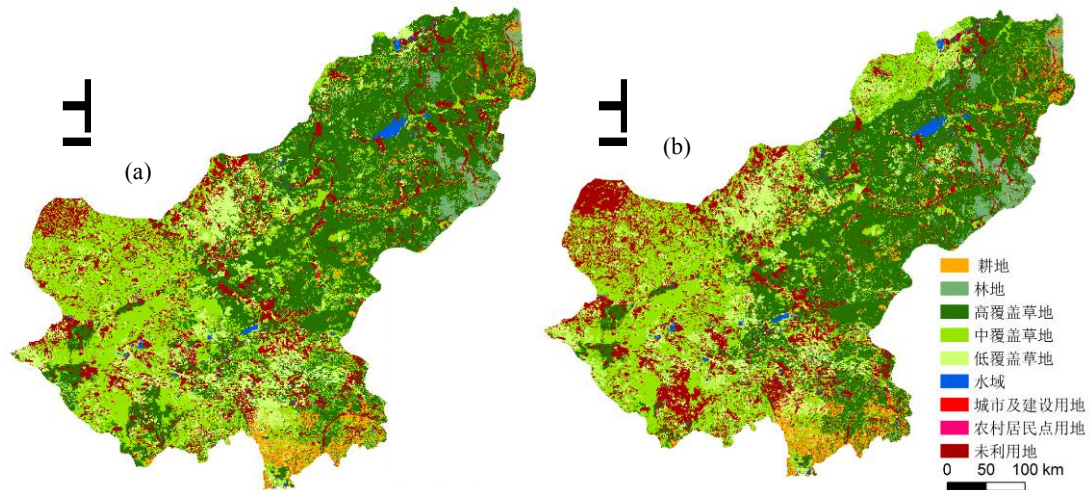 (a)
(b)
耕地
林地
高覆盖草地
中覆盖草地
低覆盖草地
水域
城市及建设用地
农村居民点用地
未利用地
0 50 100 km